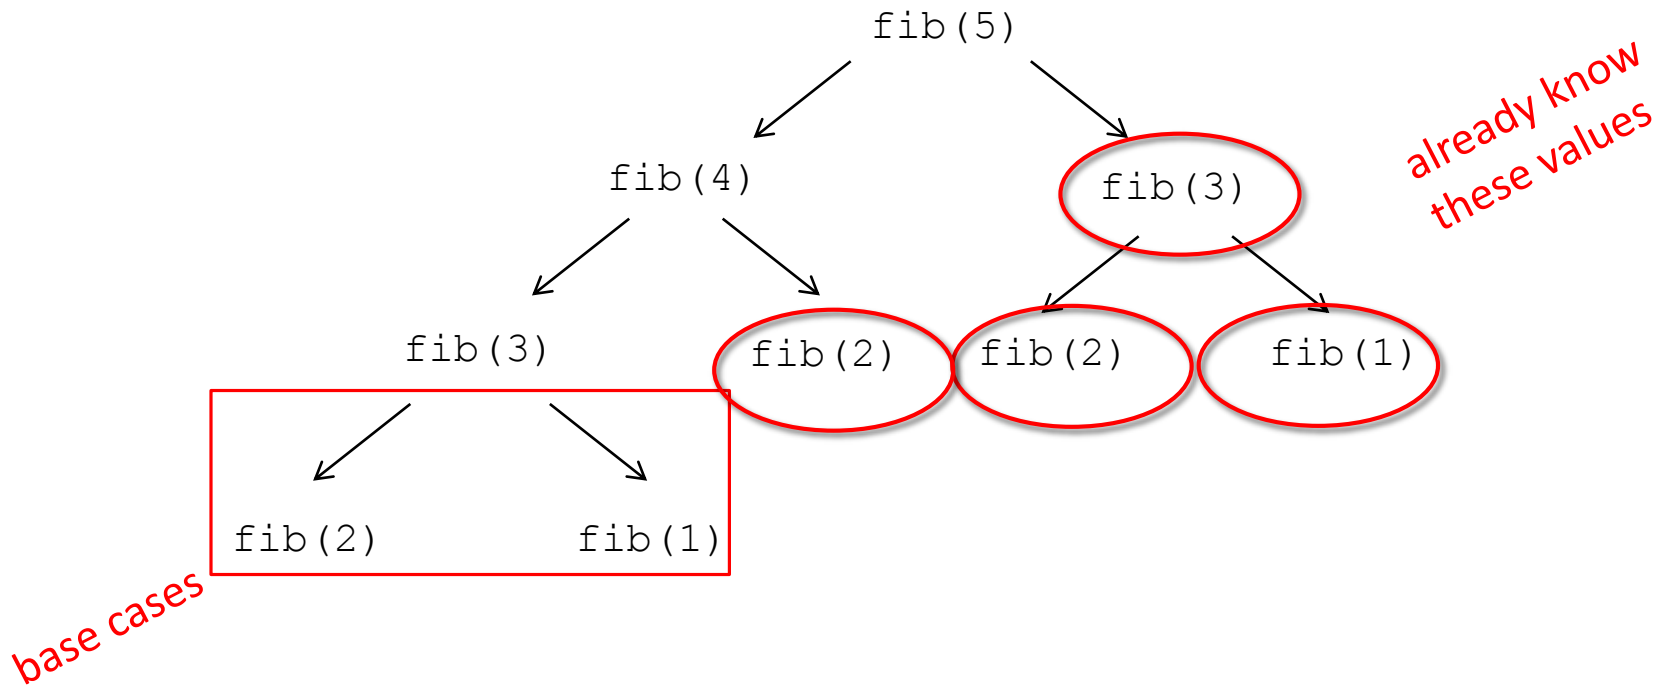 fib(5)
already know
these values
fib(4)
fib(3)
fib(3)
fib(2)
fib(2)
fib(1)
fib(2)
fib(1)
base cases